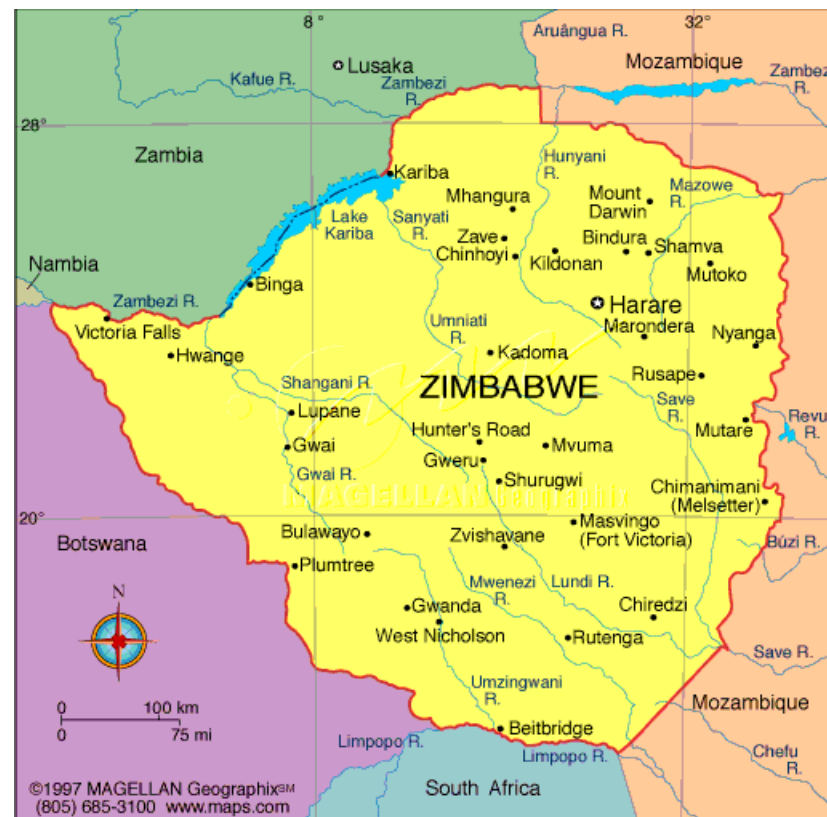 8°
32°
Aruângua R.
Mozambique
Lusaka
Kafue R.
Zambezi
R.
Zambez
R.
28°
Zambia
Hunyani
R.
Kariba
Mhangura
Mount
Darwin
Mazowe
R.
Lake
Kariba
Sanyati
R.
Zave
Chinhoyi
Kildonan
Bindura
Shamva
Mutoko
Nambia
Binga
Zambezi R.
Victoria Falls
Harare
Umniati
R.
Marondera
Nyanga
Hwange
Kadoma
Shangani R.
ZIMBABWE
Rusape
Save
R.
Lupane
Mutare
Revu
R.
Hunter's Road
Gwai
Gweru
Mvuma
Gwai R.
Shurugwi
MAGELLAN Geographix
Chimanimani
(Melsetter)
20°
Bulawayo
Zvishavane
Masvingo
(Fort Victoria)
Botswana
Búzi R.
Plumtree
Mwenezi
R.
Lundi R.
N
Gwanda
Chiredzi
West Nicholson
Rutenga
Save R.
Umzingwani
R.
Mozambique
0 100 km
0 75 mi
Beitbridge
Limpopo R.
Limpopo R.
Chefu
R.
South Africa
©1997 MAGELLAN Geographix℠
(805) 685-3100 www.maps.com